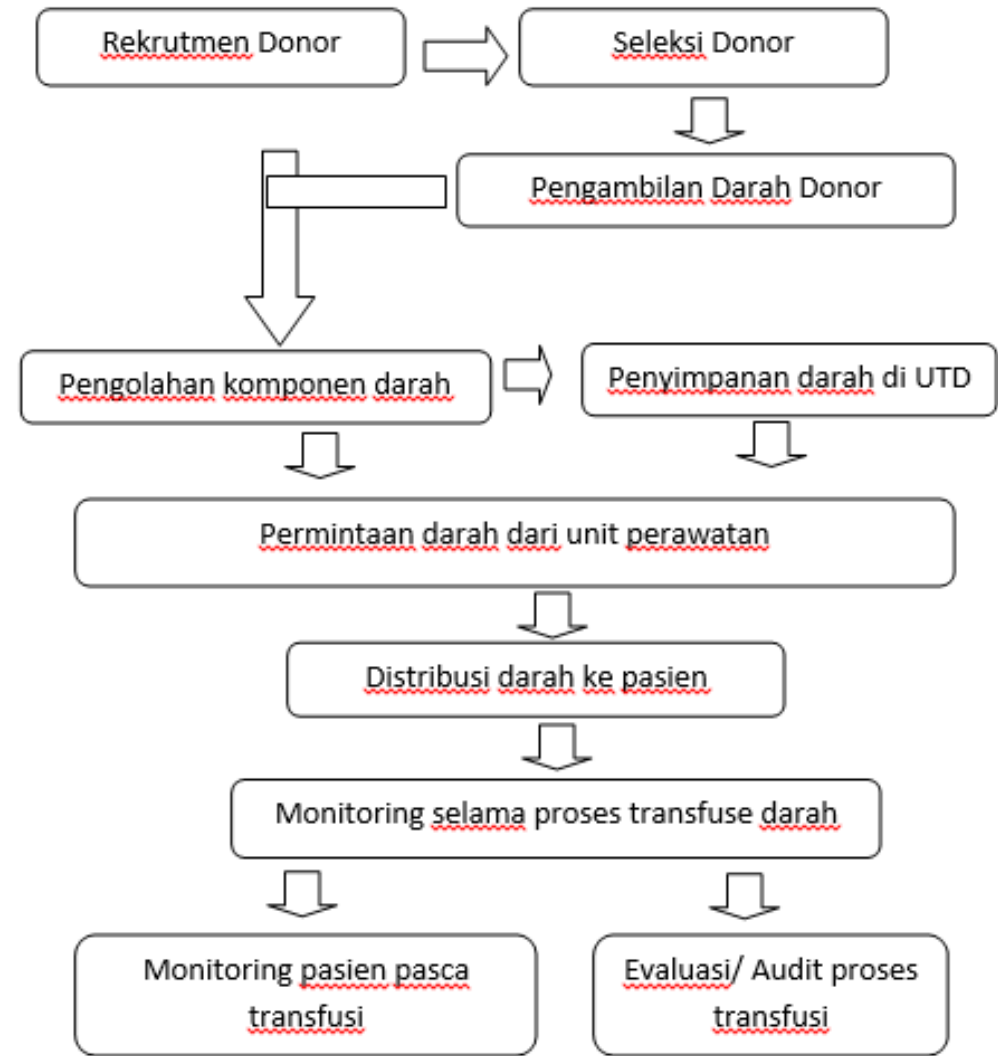 Rekrutmen Donor
Seleksi Donor
Pengambilan Darah Donor
Pengolahan komponen darah
Penyimpanan darah di UTD
Permintaan darah dari unit perawatan
Distribusi darah ke pasien
Monitoring selama proses transfuse darah
Monitoring pasien pasca
transfusi
Evaluasi/ Audit proses
transfusi